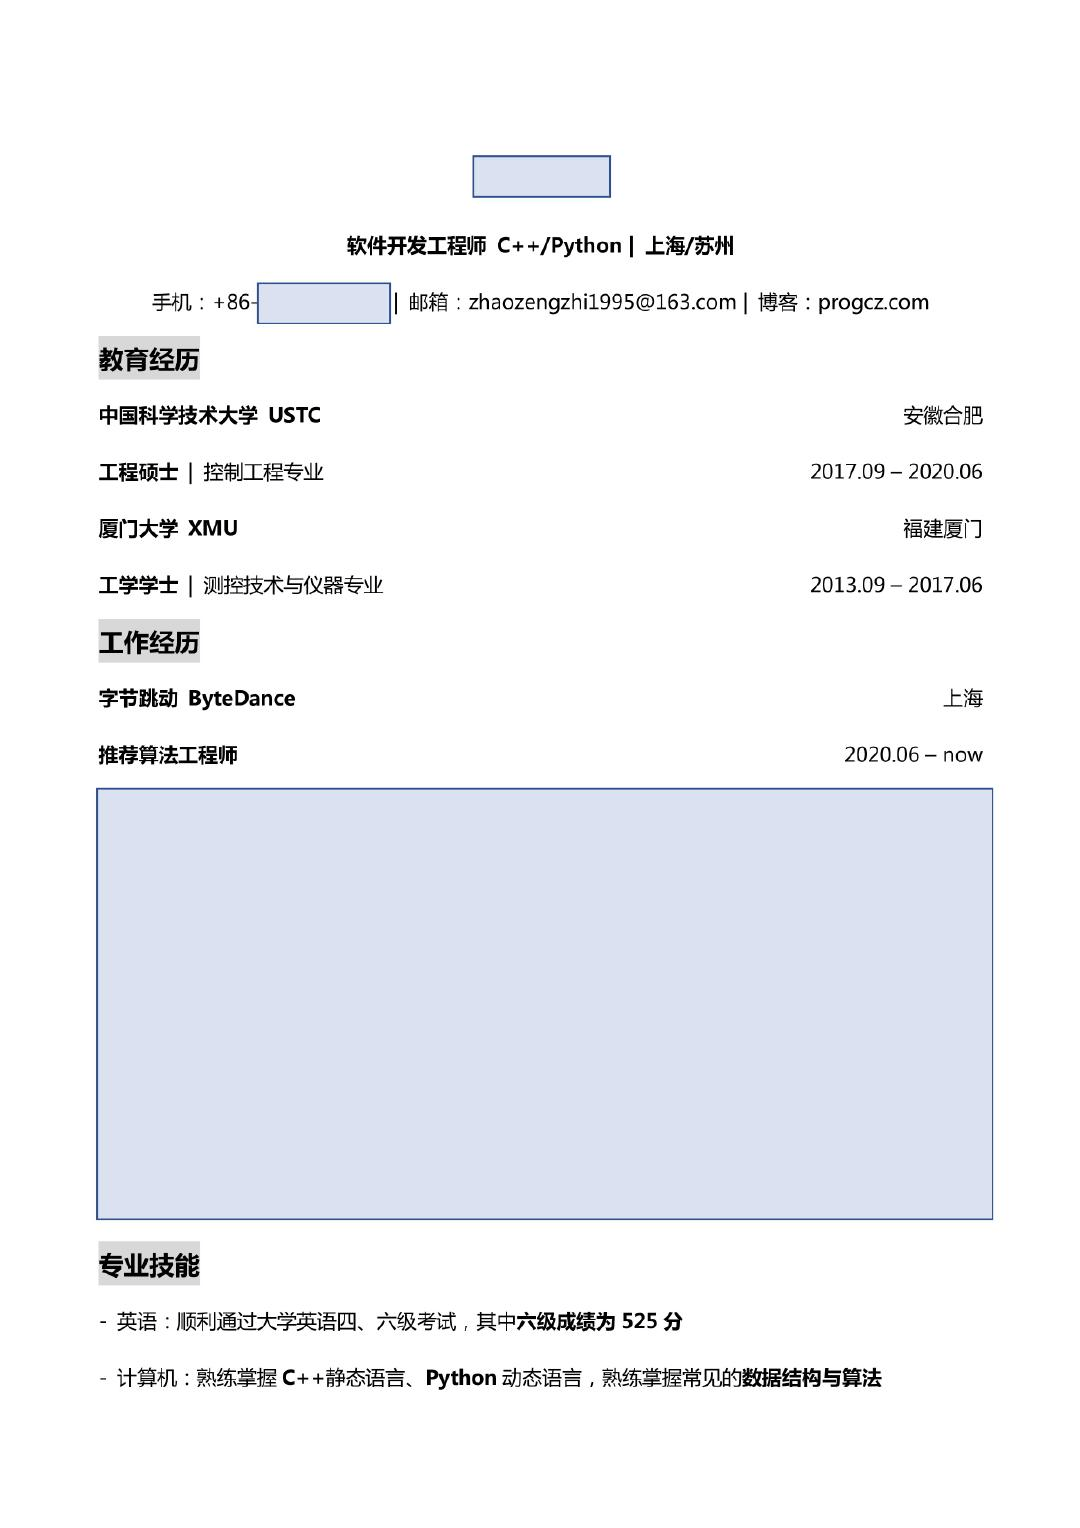 软件开发工程师 C++/Python | 上海/苏州
手机：+86- | 邮箱：zhaozengzhi1995@163.com | 博客：progcz.com
教育经历
中国科学技术大学 USTC 安徽合肥
工程硕士 | 控制工程专业 2017.09 – 2020.06
厦门大学 XMU 福建厦门
工学学士 | 测控技术与仪器专业 2013.09 – 2017.06
工作经历
字节跳动 ByteDance 上海
推荐算法工程师 2020.06 – now
专业技能
- 英语：顺利通过大学英语四、六级考试，其中六级成绩为 525 分
- 计算机：熟练掌握 C++静态语言、Python 动态语言，熟练掌握常见的数据结构与算法